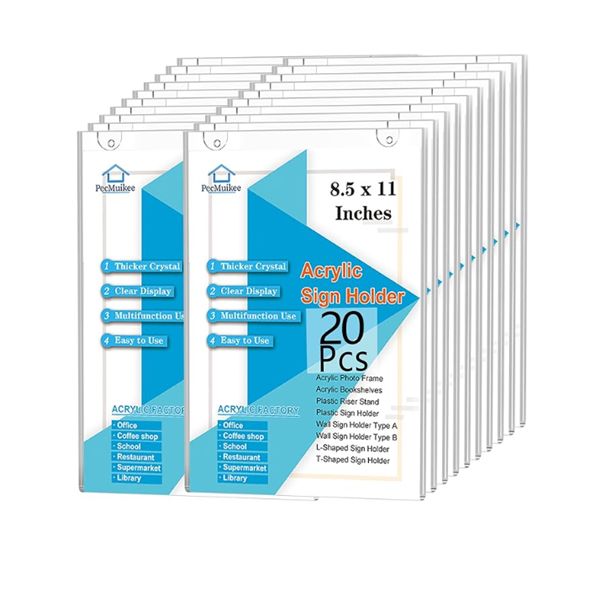 PecMuikee
1 Thicker Crystal
2 Clear Display
3 Multifunction Us
4 Easy to Use
ACRYLIC FACTORY
· Office
· Coffee shop
· School
· Restaurant
· Supermarket
· Library
PecMuikee
8.5 x 11
Inches
1 Thicker Crystal
2 Clear Display
3 Multifunction Use
4 Easy to Use
Acrylic
Sign Holder
20
Pcs
Acrylic Photo Frame
Acrylic Bookshelves
Plastic Riser Stand
Plastic Sign Holder
Wall Sign Holder Type A
Wall Sign Holder Type B
L-Shaped Sign Holder
T-Shaped Sign Holder
ACRYLIC FACTORY
· Office
· Coffee shop
· School
· Restaurant
· Supermarket
· Library